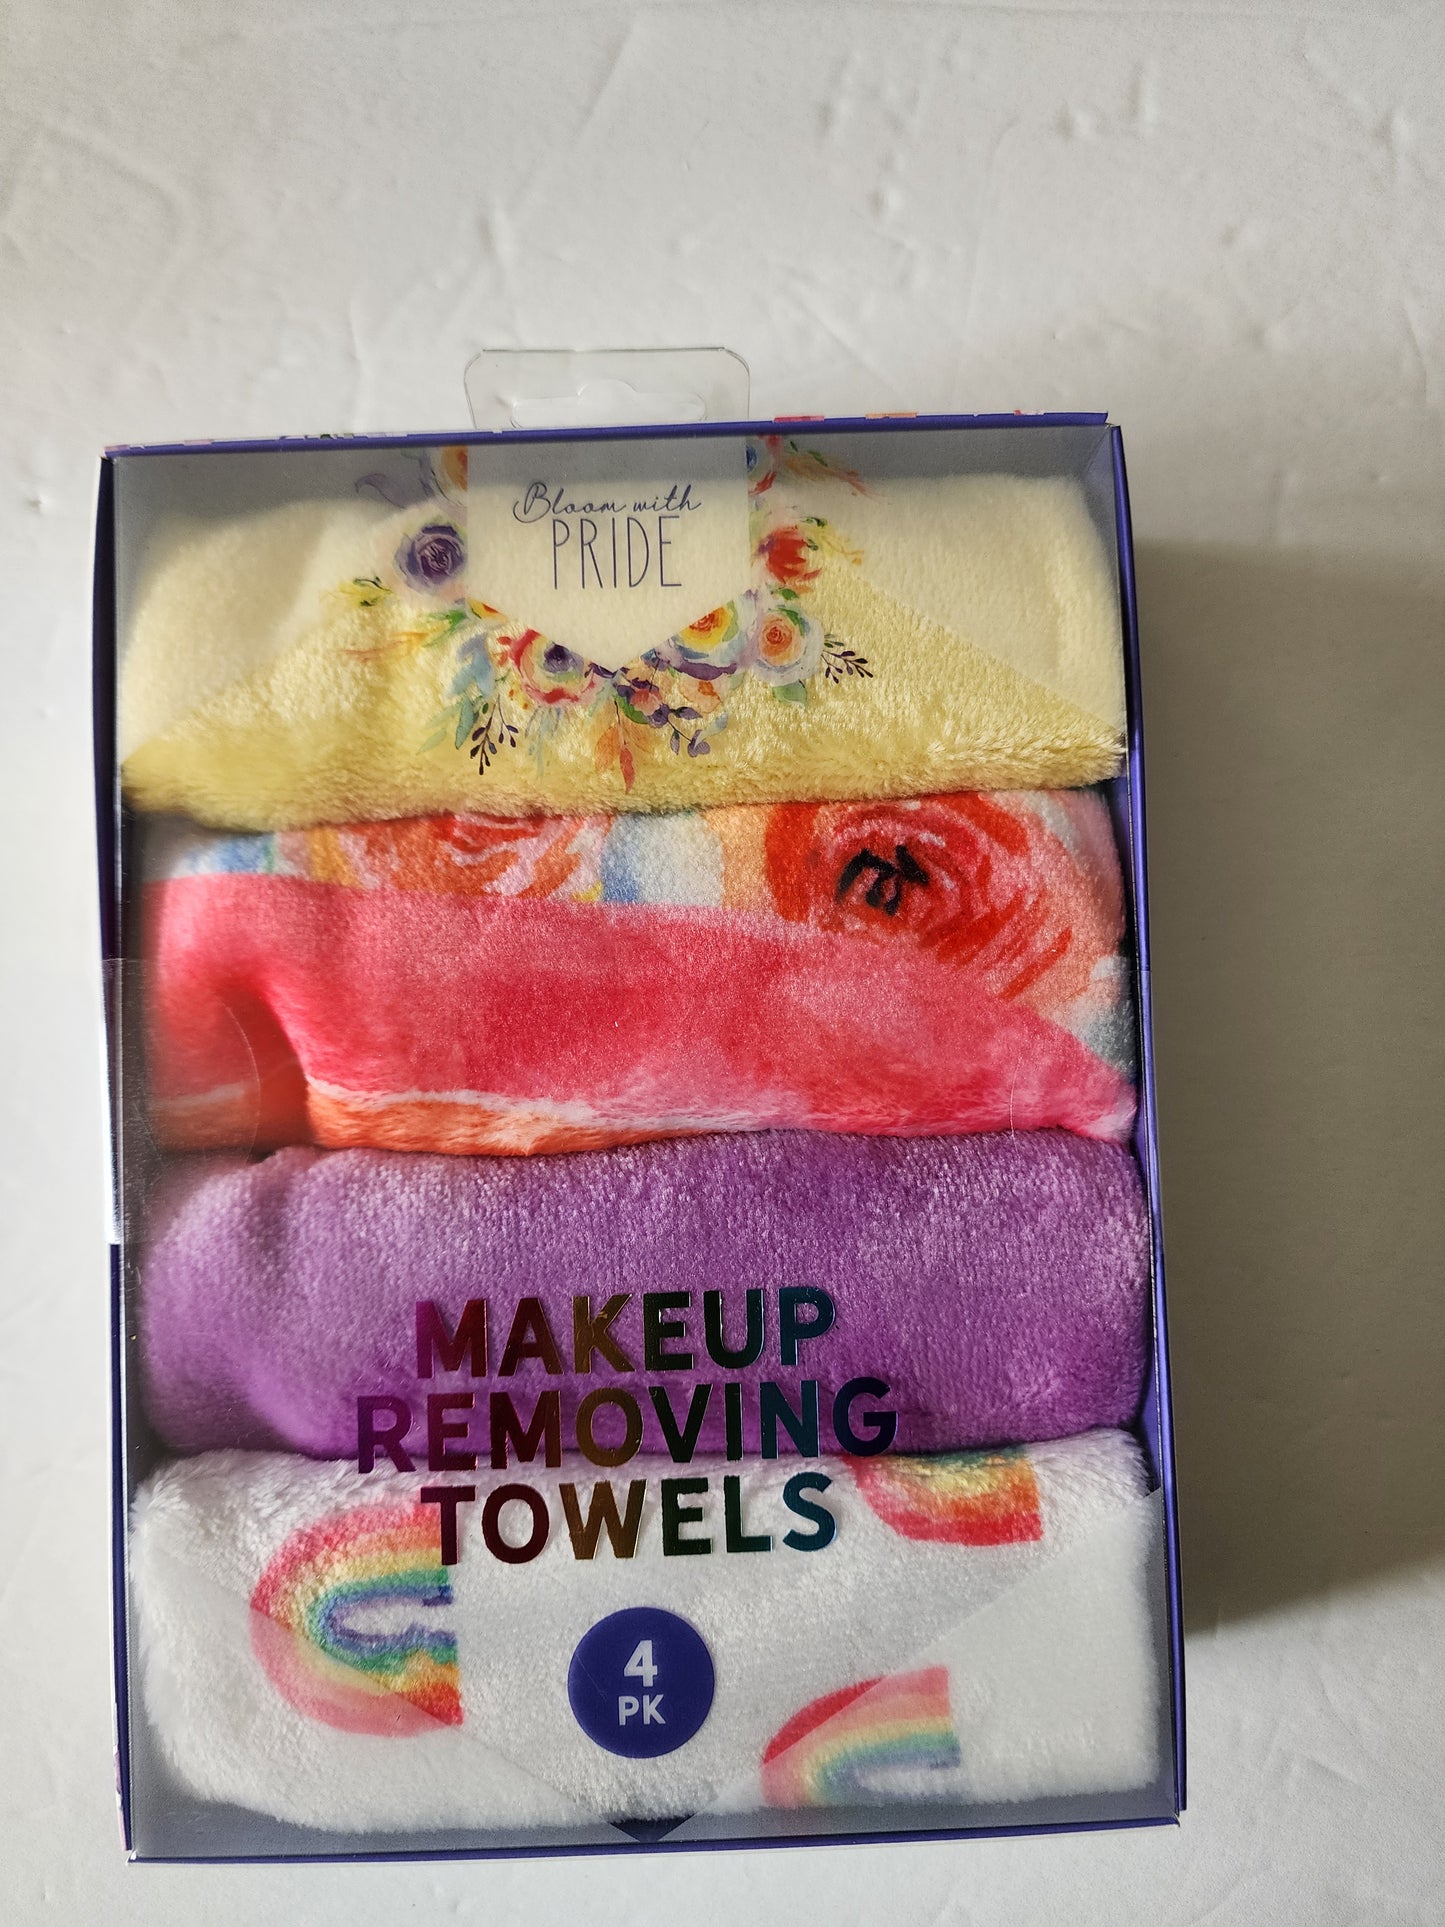 Bloom with
PRIDE
MAKEUP
REMOVING
TOWELS
4
PK